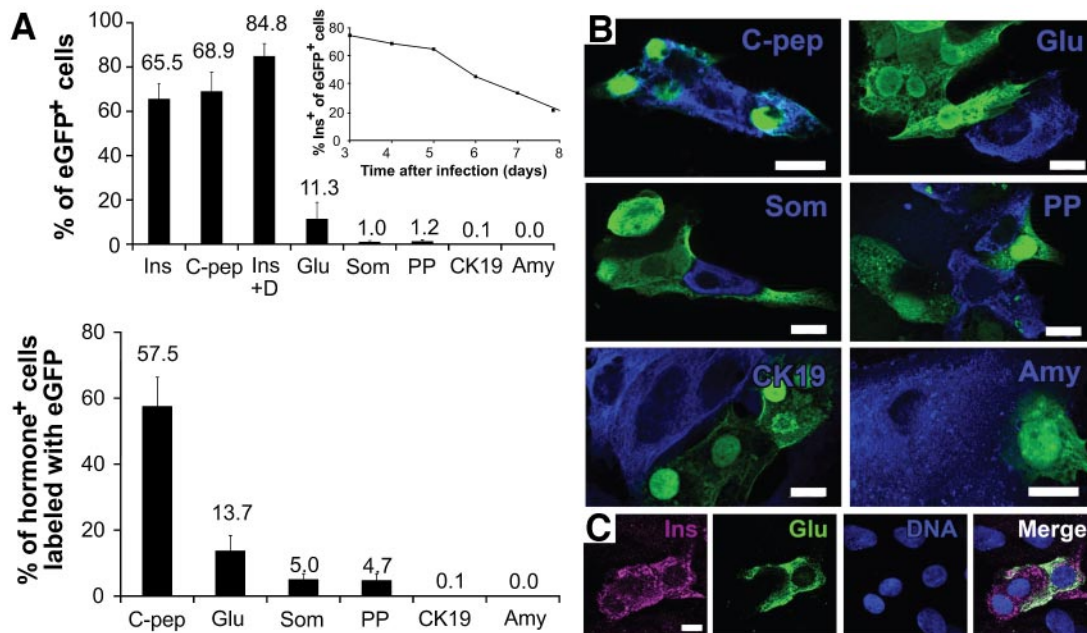 A
% of eGFP+ cells
100
80
60
40
20
0
65.5
68.9
84.8
11.3
1.0
1.2
0.1
0.0
Ins
C-pep
Ins
+D
Glu
Som
PP
CK19
Amy
% Ins+ of eGFP+ cells
80
60
40
20
0
3
4
5
6
7
8
Time after infection (days)
% of hormone+ cells
labeled with eGFP
80
60
40
20
0
57.5
13.7
5.0
4.7
0.1
0.0
C-pep
Glu
Som
PP
CK19
Amy
B
C-pep
Glu
Som
PP
CK19
Amy
C
Ins
Glu
DNA
Merge